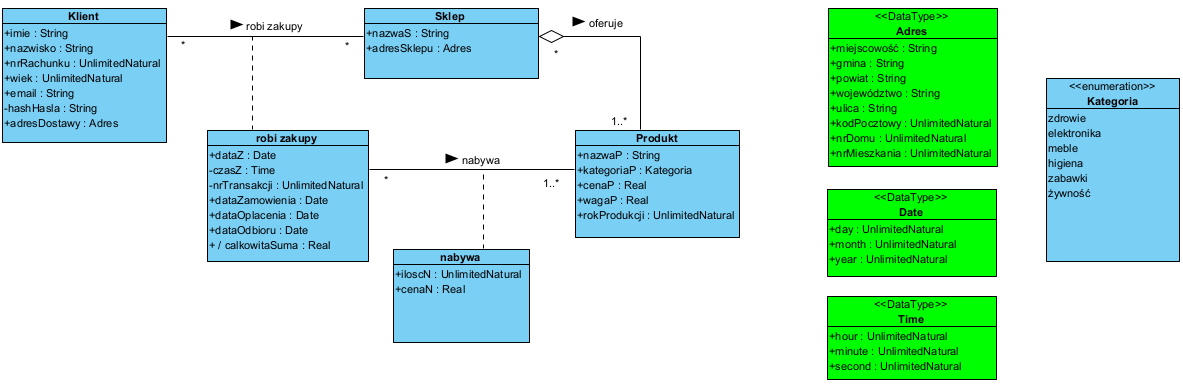 Klient
+imie : String
+nazwisko : String
+nrRachunku : UnlimitedNatural
+wiek : UnlimitedNatural
+email : String
-hashHasla : String
+adresDostawy : Adres
robi zakupy
*
*
Sklep
+nazwaS : String
+adresSklepu : Adres
oferuje
*
1..*
robi zakupy
+dataZ : Date
-czasZ : Time
-nrTransakcji : UnlimitedNatural
+dataZamowienia : Date
+dataOplacenia : Date
+dataOdbioru : Date
+ / calkowitaSuma : Real
nabywa
*
1..*
Produkt
+nazwaP : String
+kategoriaP : Kategoria
+cenaP : Real
+wagaP : Real
+rokProdukcji : UnlimitedNatural
nabywa
+iloscN : UnlimitedNatural
+cenaN : Real
<<DataType>>
Adres
+miejscowość : String
+gmina : String
+powiat : String
+województwo : String
+ulica : String
+kodPocztowy : UnlimitedNatural
+nrDomu : UnlimitedNatural
+nrMieszkania : UnlimitedNatural
<<DataType>>
Date
+day : UnlimitedNatural
+month : UnlimitedNatural
+year : UnlimitedNatural
<<DataType>>
Time
+hour : UnlimitedNatural
+minute : UnlimitedNatural
+second : UnlimitedNatural
<<enumeration>>
Kategoria
zdrowie
elektronika
meble
higiena
zabawki
żywność